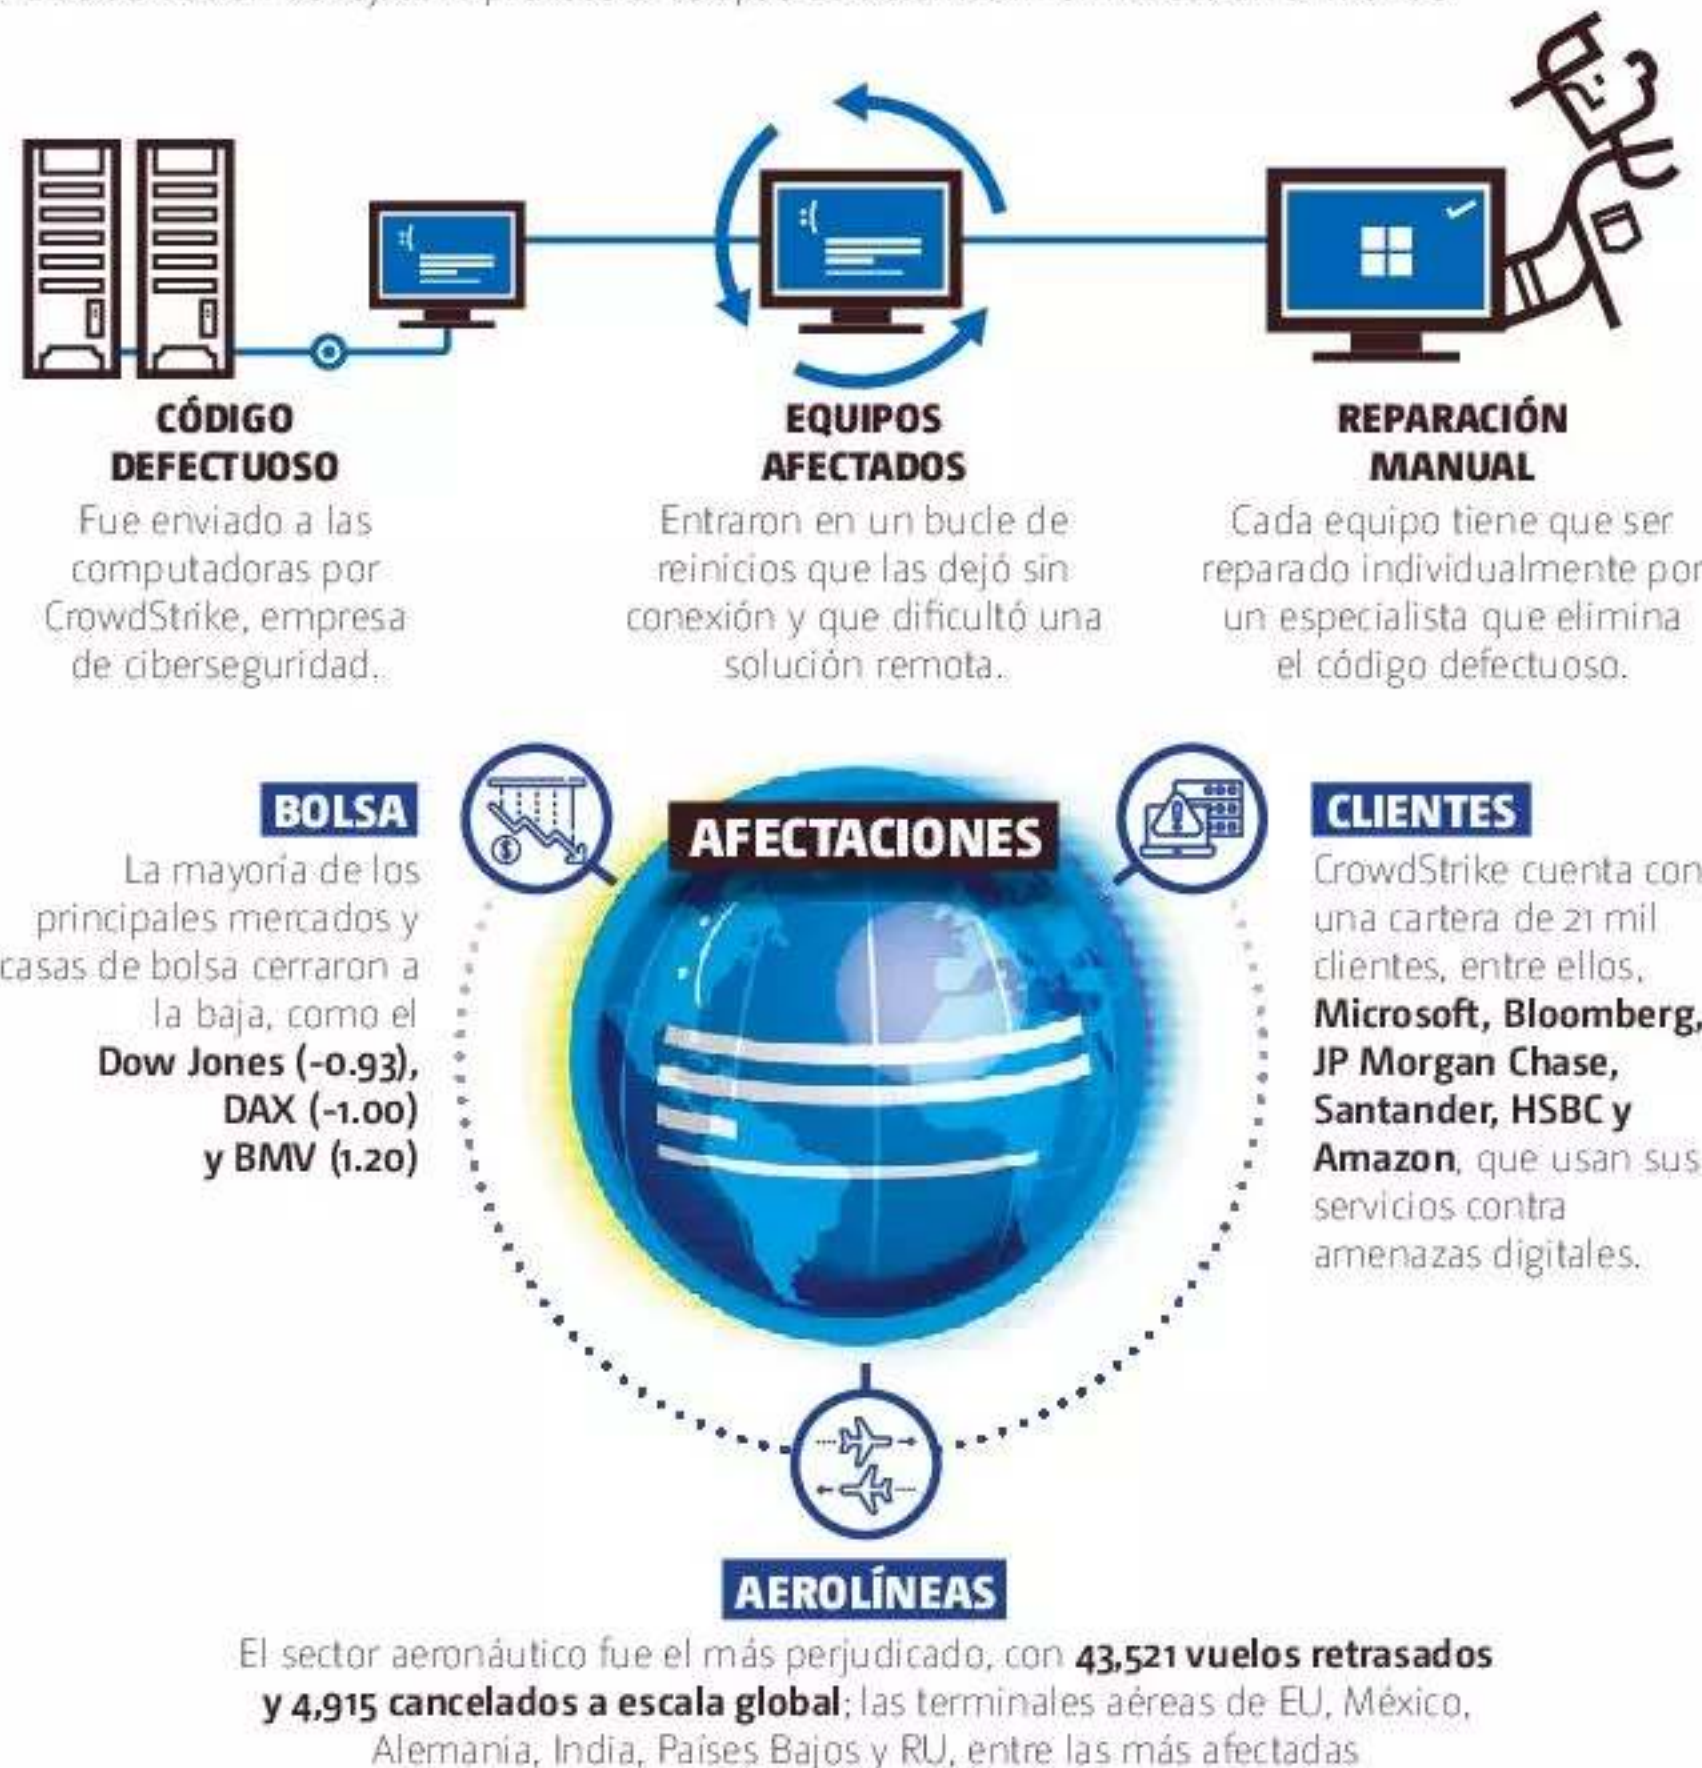 CÓDIGO
DEFECTUOSO
Fue enviado a las
computadoras por
CrowdStrike, empresa
de ciberseguridad.
EQUIPOS
AFECTADOS
Entraron en un bucle de
reinicios que las dejó sin
conexión y que dificultó una
solución remota.
REPARACIÓN
MANUAL
Cada equipo tiene que ser
reparado individualmente por
un especialista que elimina
el código defectuoso.
AFECTACIONES
BOLSA
La mayoría de los
principales mercados y
casas de bolsa cerraron a
la baja, como el
Dow Jones (-0.93),
DAX (-1.00)
y BMV (1.20)
CLIENTES
CrowdStrike cuenta con
una cartera de 21 mil
clientes, entre ellos,
Microsoft, Bloomberg,
JP Morgan Chase,
Santander, HSBC y
Amazon, que usan sus
servicios contra
amenazas digitales.
AEROLÍNEAS
El sector aeronáutico fue el más perjudicado, con 43,521 vuelos retrasados
y 4,915 cancelados a escala global; las terminales aéreas de EU, México,
Alemania, India, Países Bajos y RU, entre las más afectadas